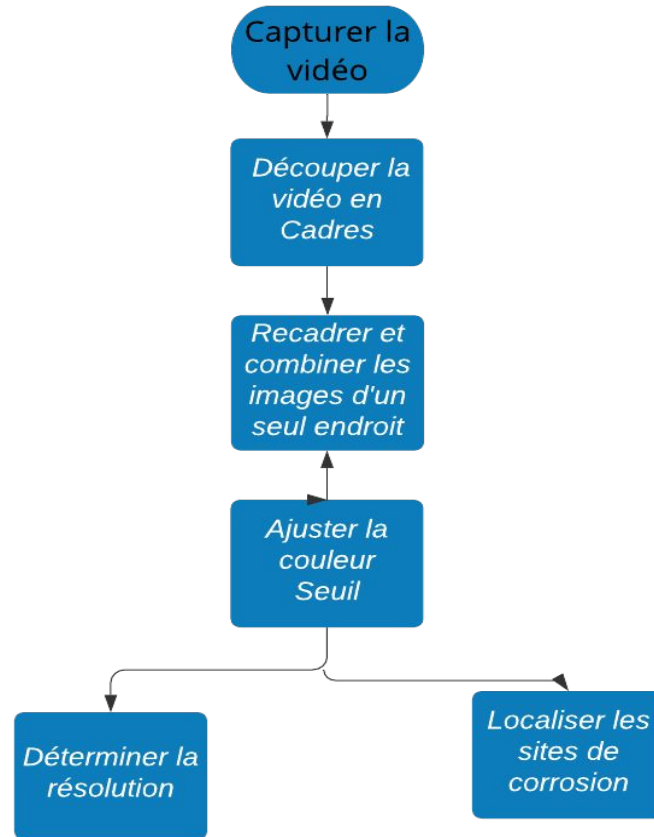 Capturer la
vidéo
Découper la
vidéo en
Cadres
Recadrer et
combiner les
images d'un
seul endroit
Ajuster la
couleur
Seuil
Déterminer la
résolution
Localiser les
sites de
corrosion